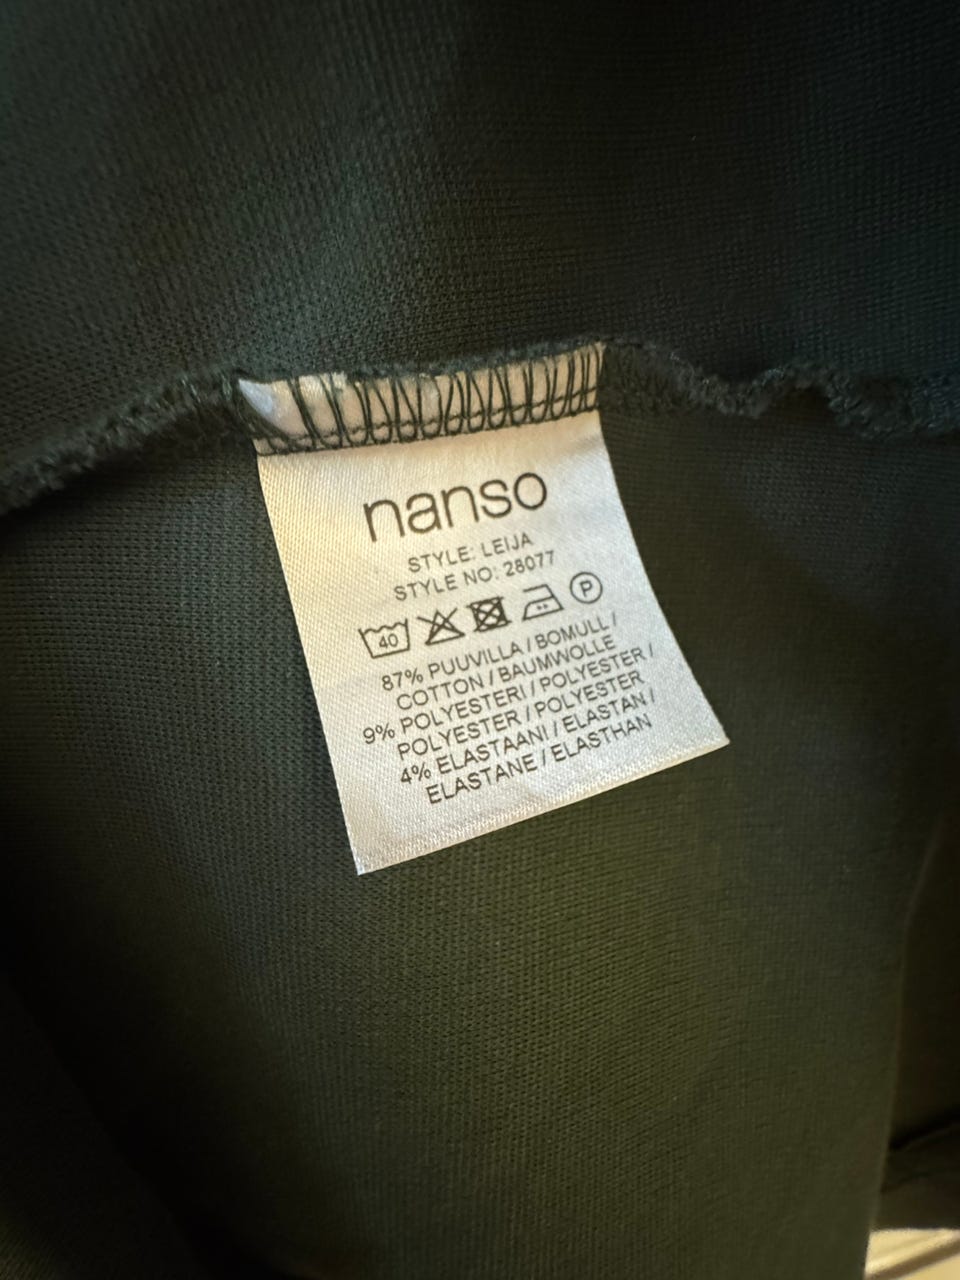 nanso
STYLE: LEIJA
STYLE NO: 28077
40 P
87% PUUVILLA / BOMULL /
COTTON / BAUMWOLLE
9% POLYESTERI / POLYESTER /
POLYESTER / POLYESTER
4% ELASTAANI / ELASTAN /
ELASTANE / ELASTHAN